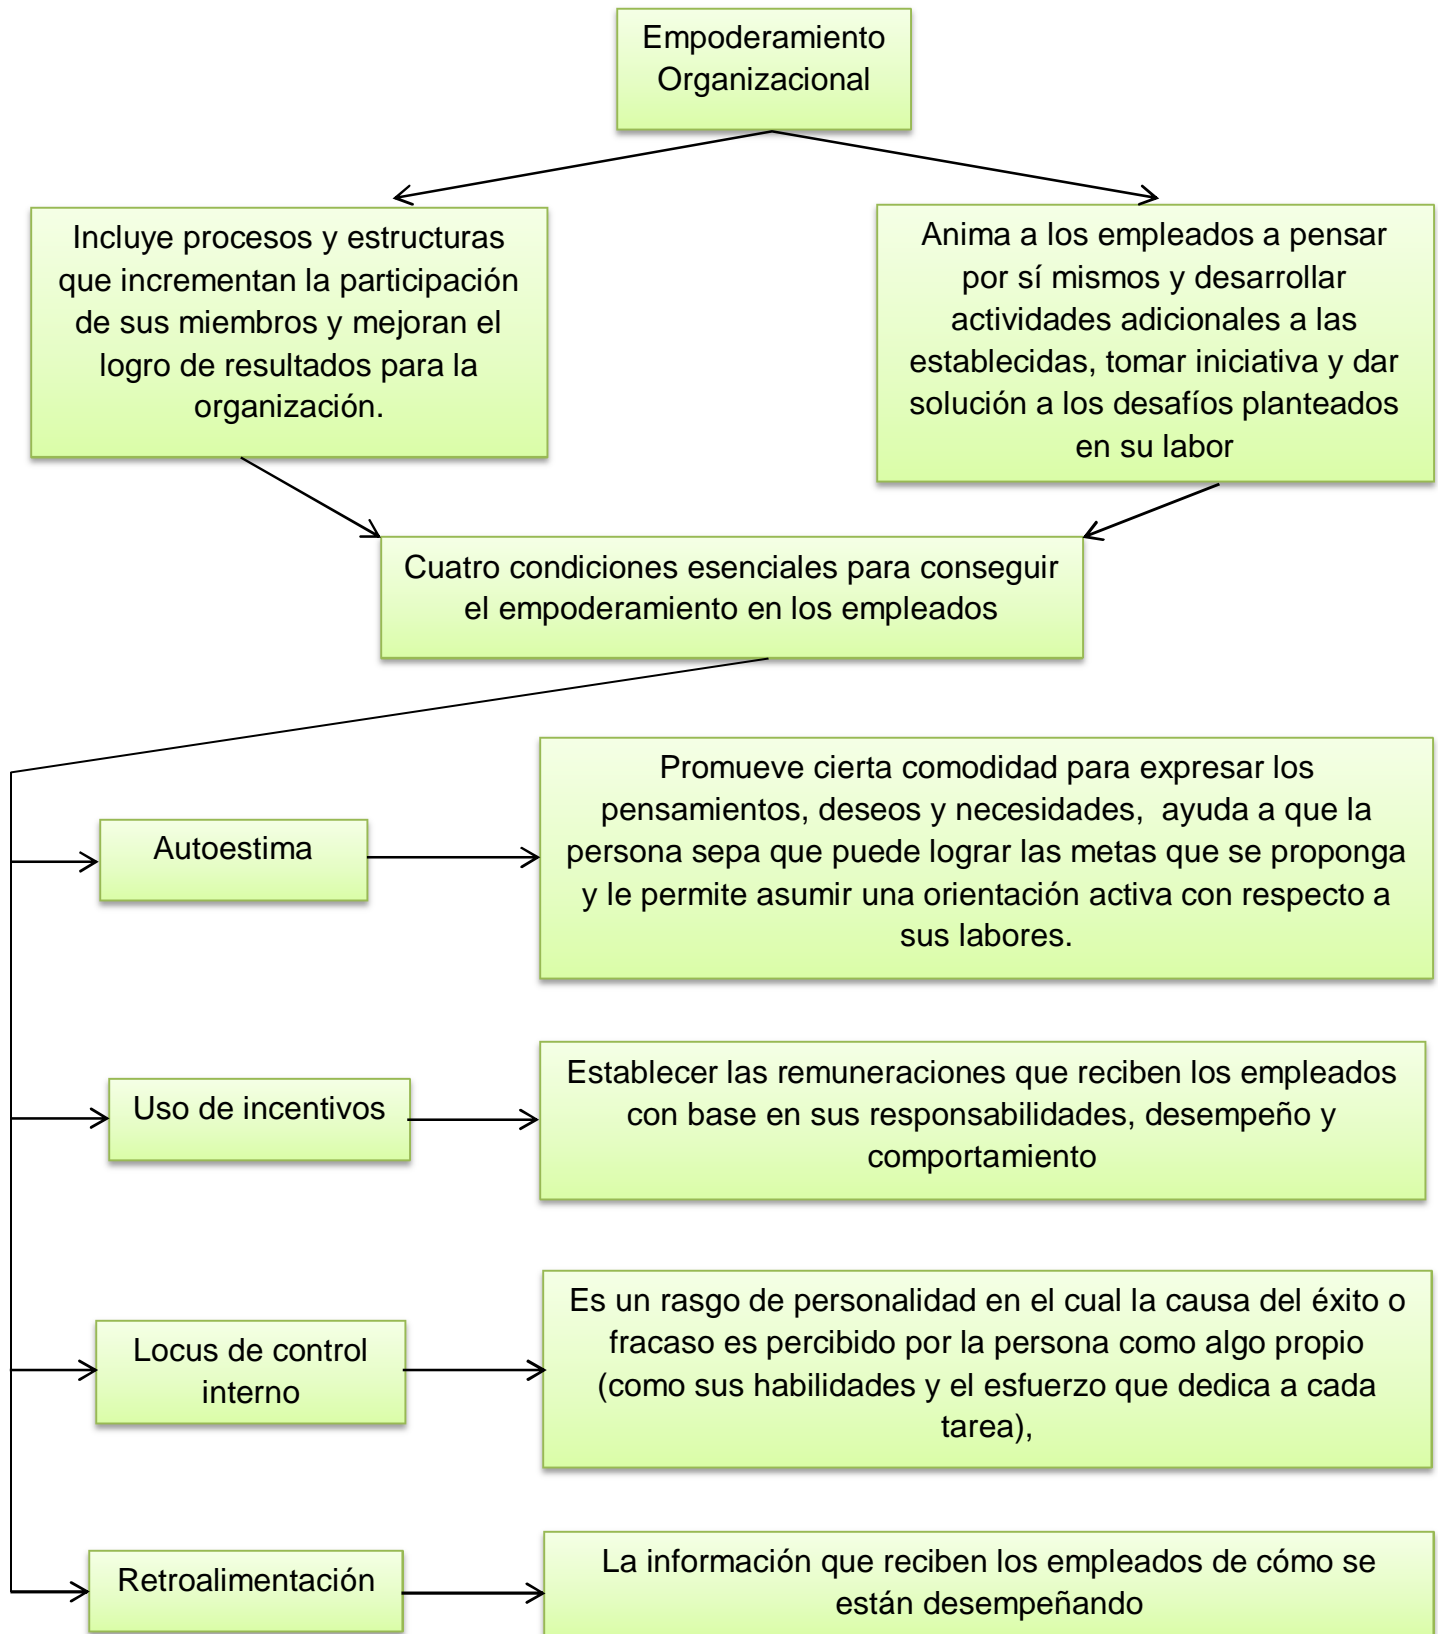 Empoderamiento
Organizacional
Incluye procesos y estructuras
que incrementan la participación
de sus miembros y mejoran el
logro de resultados para la
organización.
Anima a los empleados a pensar
por sí mismos y desarrollar
actividades adicionales a las
establecidas, tomar iniciativa y dar
solución a los desafíos planteados
en su labor
Cuatro condiciones esenciales para conseguir
el empoderamiento en los empleados
Autoestima
Promueve cierta comodidad para expresar los
pensamientos, deseos y necesidades,  ayuda a que la
persona sepa que puede lograr las metas que se proponga
y le permite asumir una orientación activa con respecto a
sus labores.
Uso de incentivos
Establecer las remuneraciones que reciben los empleados
con base en sus responsabilidades, desempeño y
comportamiento
Locus de control
interno
Es un rasgo de personalidad en el cual la causa del éxito o
fracaso es percibido por la persona como algo propio
(como sus habilidades y el esfuerzo que dedica a cada
tarea),
Retroalimentación
La información que reciben los empleados de cómo se
están desempeñando